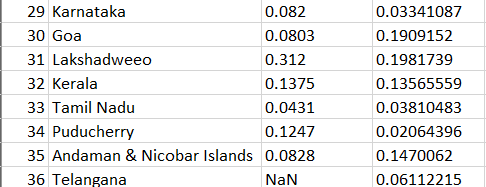 29 Karnataka 0.082 0.03341087
30 Goa 0.0803 0.1909152
31 Lakshadweeo 0.312 0.1981739
32 Kerala 0.1375 0.13565559
33 Tamil Nadu 0.0431 0.03810483
34 Puducherry 0.1247 0.02064396
35 Andaman & Nicobar Islands 0.0828 0.1470062
36 Telangana NaN 0.06112215